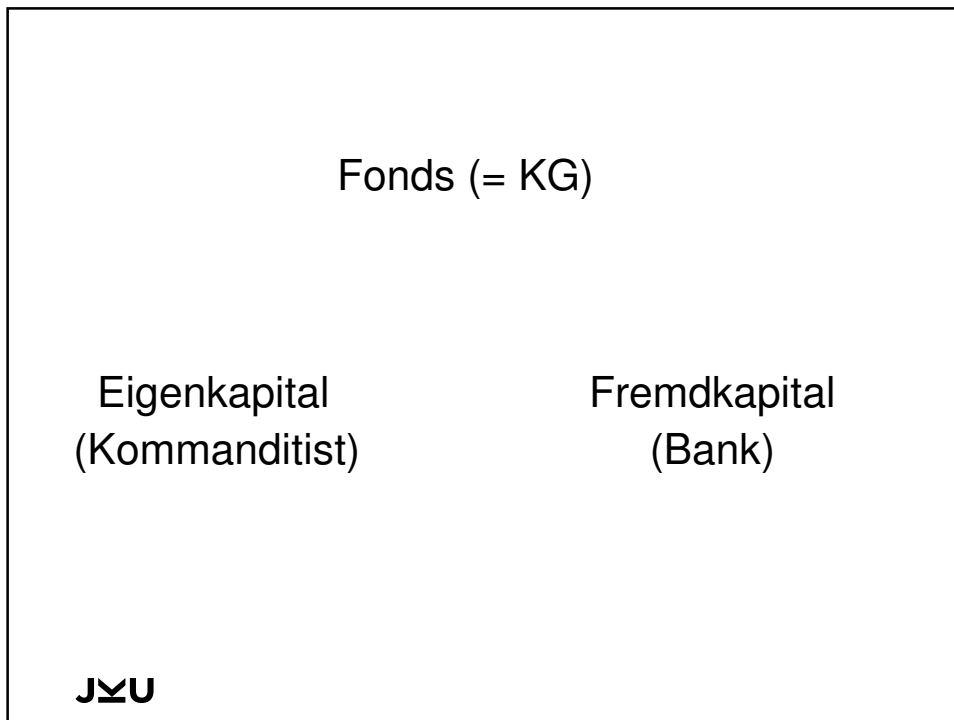 Fonds (= KG)
Eigenkapital
(Kommanditist)
Fremdkapital
(Bank)
JKU